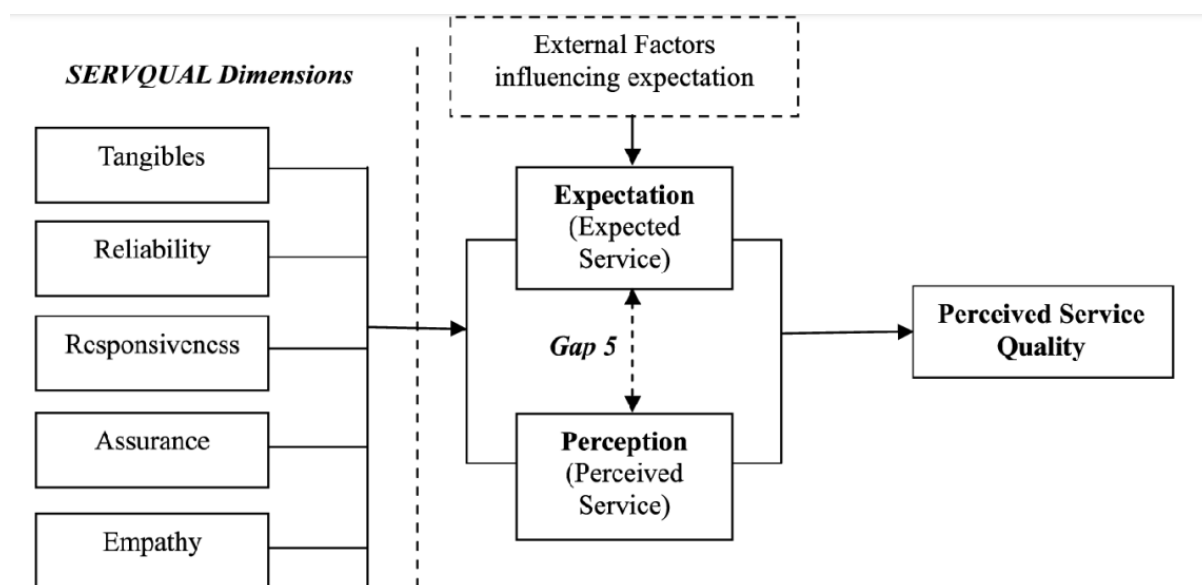 External Factors
influencing expectation
SERVQUAL Dimensions
Tangibles
Reliability
Responsiveness
Assurance
Empathy
Expectation
(Expected
Service)
Gap 5
Perception
(Perceived
Service)
Perceived Service
Quality